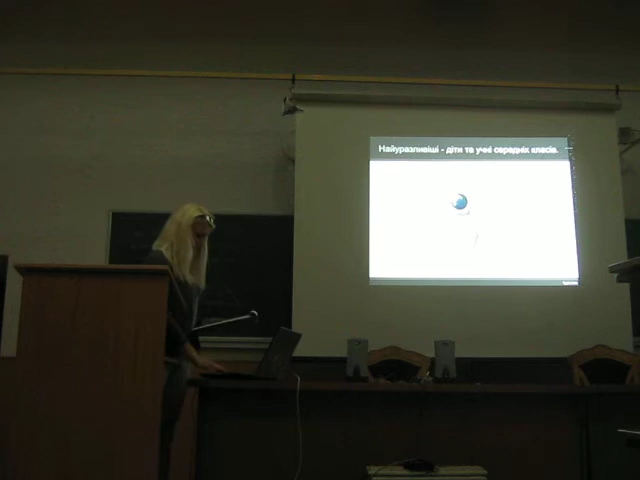 Найуразливіші - діти та учні середніх класів.